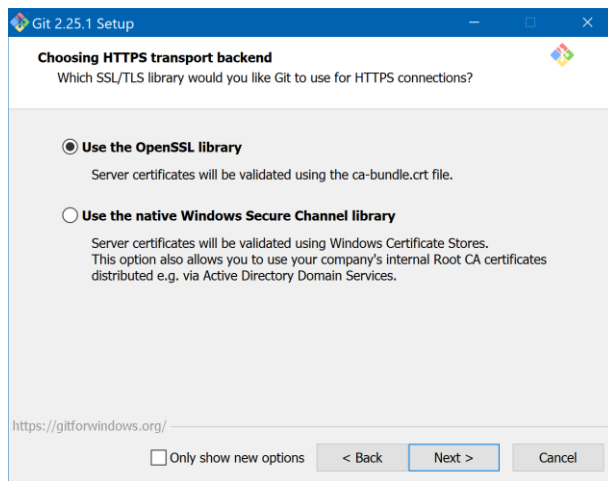 Git 2.25.1 Setup
Choosing HTTPS transport backend
Which SSL/TLS library would you like Git to use for HTTPS connections?
Use the OpenSSL library
Server certificates will be validated using the ca-bundle.crt file.
Use the native Windows Secure Channel library
Server certificates will be validated using Windows Certificate Stores.
This option also allows you to use your company's internal Root CA certificates
distributed e.g. via Active Directory Domain Services.
https://gitforwindows.org/
Only show new options
< Back
Next >
Cancel